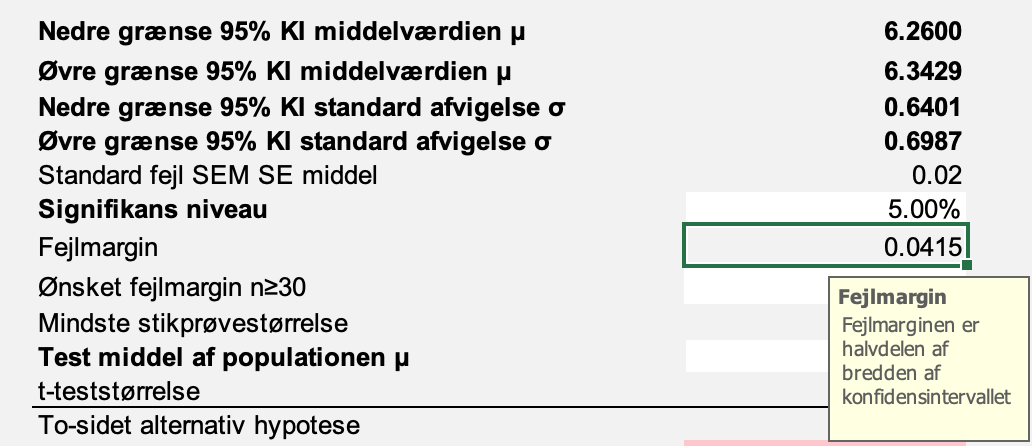 Nedre grænse 95% KI middelværdien μ 6.2600
Øvre grænse 95% KI middelværdien μ 6.3429
Nedre grænse 95% KI standard afvigelse σ 0.6401
Øvre grænse 95% KI standard afvigelse σ 0.6987
Standard fejl SEM SE middel 0.02
Signifikans niveau 5.00%
Fejlmargin 0.0415
Ønsket fejlmargin n≥30
Mindste stikprøvestørrelse
Test middel af populationen μ
t-teststørrelse
To-sidet alternativ hypotese
Fejlmargin
Fejlmarginen er
halvdelen af
bredden af
konfidensintervallet